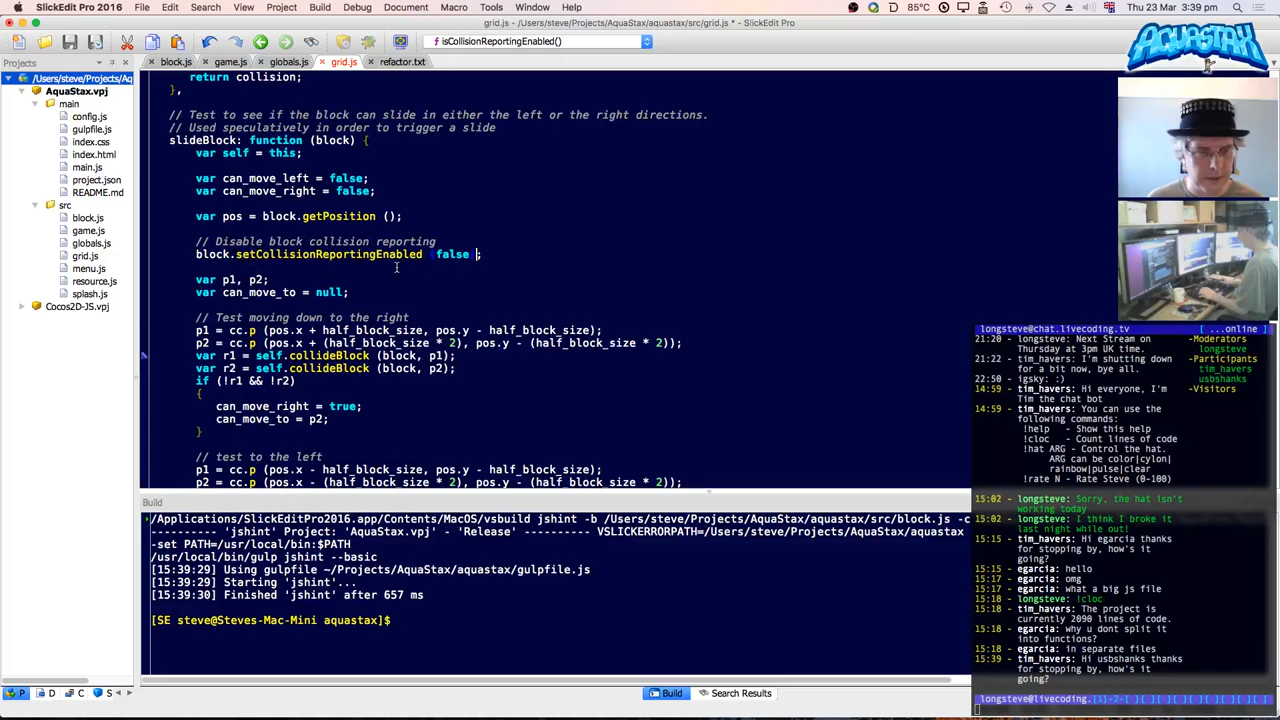 SlickEdit Pro 2016 File Edit Search View Project Build Debug Document Macro Tools Window Help 85°C Thu 23 Mar 3:39 pm
grid.js - /Users/steve/Projects/AquaStax/aquastax/src/grid.js * - SlickEdit Pro
isCollisionReportingEnabled()
AQUASTAX
Projects
block.js game.js globals.js grid.js refactor.txt
/Users/steve/Projects/Aqu
AquaStax.vpj
main
config.js
gulpfile.js
index.css
index.html
main.js
project.json
README.md
src
block.js
game.js
globals.js
grid.js
menu.js
resource.js
splash.js
Cocos2D-JS.vpj
return collision;
},
// Test to see if the block can slide in either the left or the right directions.
// Used speculatively in order to trigger a slide
slideBlock: function (block) {
var self = this;
var can_move_left = false;
var can_move_right = false;
var pos = block.getPosition ();
// Disable block collision reporting
block.setCollisionReportingEnabled (false);
var p1, p2;
var can_move_to = null;
// Test moving down to the right
p1 = cc.p (pos.x + half_block_size, pos.y - half_block_size);
p2 = cc.p (pos.x + (half_block_size * 2), pos.y - (half_block_size * 2));
var r1 = self.collideBlock (block, p1);
var r2 = self.collideBlock (block, p2);
if (!r1 && !r2)
{
can_move_right = true;
can_move_to = p2;
}
// test to the left
p1 = cc.p (pos.x - half_block_size, pos.y - half_block_size);
p2 = cc.p (pos.x - (half_block_size * 2), pos.y - (half_block_size * 2));
Build
/Applications/SlickEditPro2016.app/Contents/MacOS/vsbuild jshint -b /Users/steve/Projects/AquaStax/aquastax/src/block.js -c
---------- 'jshint' Project: 'AquaStax.vpj' - 'Release' ---------- VSLICKERRORPATH=/Users/steve/Projects/AquaStax/aquastax
-set PATH=/usr/local/bin:$PATH
/usr/local/bin/gulp jshint --basic
[15:39:29] Using gulpfile ~/Projects/AquaStax/aquastax/gulpfile.js
[15:39:29] Starting 'jshint'...
[15:39:30] Finished 'jshint' after 657 ms
[SE steve@Steves-Mac-Mini aquastax]$
P D C S
Build Search Results
longsteve@chat.livecoding.tv [ ...online ]
21:20 - longsteve: Next Stream on
Thursday at 3pm UK time.
21:22 - tim_havers: I'm shutting down
for a bit now, bye all.
22:50 - igsky: :)
14:59 - tim_havers: Hi everyone, I'm
Tim the chat bot
14:59 - tim_havers: You can use the
following commands:
!help - Show this help
!cloc - Count lines of code
!hat ARG - Control the hat.
ARG can be color|cylon|
rainbow|pulse|clear
!rate N - Rate Steve (0-100)
15:02 - longsteve: Sorry, the hat isn't
working today
15:02 - longsteve: I think I broke it
last night while out!
15:15 - tim_havers: Hi egarcia thanks
for stopping by, how's it
going?
15:15 - egarcia: hello
15:17 - egarcia: omg
15:17 - egarcia: what a big js file
15:18 - longsteve: !cloc
15:18 - tim_havers: The project is
currently 2090 lines of code.
15:18 - egarcia: why u dont split it
into functions?
15:18 - egarcia: in separate files
15:39 - tim_havers: Hi usbshanks thanks
for stopping by, how's it
going?
-Moderators
longsteve
-Participants
tim_havers
usbshanks
-Visitors
longsteve@livecoding.